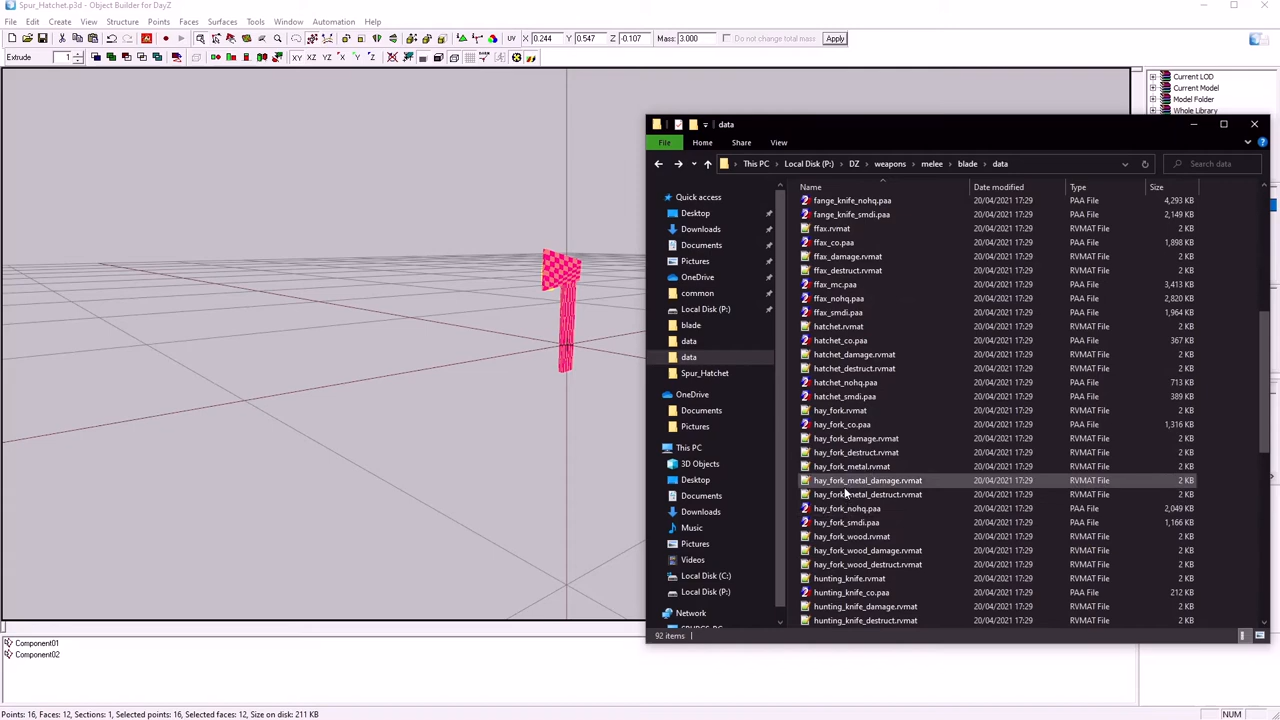 Spur_Hatchet.p3d - Object Builder for DayZ
File Edit Create View Structure Points Faces Surfaces Tools Window Automation Help
UV X 0.244 Y 0.547 Z -0.107 Mass: 3.000 Do not change total mass Apply
Extrude 1 XY XZ YZ
Current LOD
Current Model
Model Folder
Whole Library
data
File Home Share View
This PC Local Disk (P:) DZ weapons melee blade data Search data
Quick access
Desktop
Downloads
Documents
Pictures
OneDrive
common
Local Disk (P:)
blade
data
data
Spur_Hatchet
OneDrive
Documents
Pictures
This PC
3D Objects
Desktop
Documents
Downloads
Music
Pictures
Videos
Local Disk (C:)
Local Disk (P:)
Network
Name Date modified Type Size
fange_knife_nohq.paa 20/04/2021 17:29 PAA File 4,293 KB
fange_knife_smdi.paa 20/04/2021 17:29 PAA File 2,149 KB
ffax.rvmat 20/04/2021 17:29 RVMAT File 2 KB
ffax_co.paa 20/04/2021 17:29 PAA File 1,898 KB
ffax_damage.rvmat 20/04/2021 17:29 RVMAT File 2 KB
ffax_destruct.rvmat 20/04/2021 17:29 RVMAT File 2 KB
ffax_mc.paa 20/04/2021 17:29 PAA File 3,413 KB
ffax_nohq.paa 20/04/2021 17:29 PAA File 2,820 KB
ffax_smdi.paa 20/04/2021 17:29 PAA File 1,964 KB
hatchet.rvmat 20/04/2021 17:29 RVMAT File 2 KB
hatchet_co.paa 20/04/2021 17:29 PAA File 367 KB
hatchet_damage.rvmat 20/04/2021 17:29 RVMAT File 2 KB
hatchet_destruct.rvmat 20/04/2021 17:29 RVMAT File 2 KB
hatchet_nohq.paa 20/04/2021 17:29 PAA File 713 KB
hatchet_smdi.paa 20/04/2021 17:29 PAA File 389 KB
hay_fork.rvmat 20/04/2021 17:29 RVMAT File 2 KB
hay_fork_co.paa 20/04/2021 17:29 PAA File 1,316 KB
hay_fork_damage.rvmat 20/04/2021 17:29 RVMAT File 2 KB
hay_fork_destruct.rvmat 20/04/2021 17:29 RVMAT File 2 KB
hay_fork_metal.rvmat 20/04/2021 17:29 RVMAT File 2 KB
hay_fork_metal_damage.rvmat 20/04/2021 17:29 RVMAT File 2 KB
hay_fork_metal_destruct.rvmat 20/04/2021 17:29 RVMAT File 2 KB
hay_fork_nohq.paa 20/04/2021 17:29 PAA File 2,049 KB
hay_fork_smdi.paa 20/04/2021 17:29 PAA File 1,166 KB
hay_fork_wood.rvmat 20/04/2021 17:29 RVMAT File 2 KB
hay_fork_wood_damage.rvmat 20/04/2021 17:29 RVMAT File 2 KB
hay_fork_wood_destruct.rvmat 20/04/2021 17:29 RVMAT File 2 KB
hunting_knife.rvmat 20/04/2021 17:29 RVMAT File 2 KB
hunting_knife_co.paa 20/04/2021 17:29 PAA File 212 KB
hunting_knife_damage.rvmat 20/04/2021 17:29 RVMAT File 2 KB
hunting_knife_destruct.rvmat 20/04/2021 17:29 RVMAT File 2 KB
92 items
Component01
Component02
Points: 16, Faces: 12, Sections: 1, Selected points: 16, Selected faces: 12, Size on disk: 211 KB
NUM